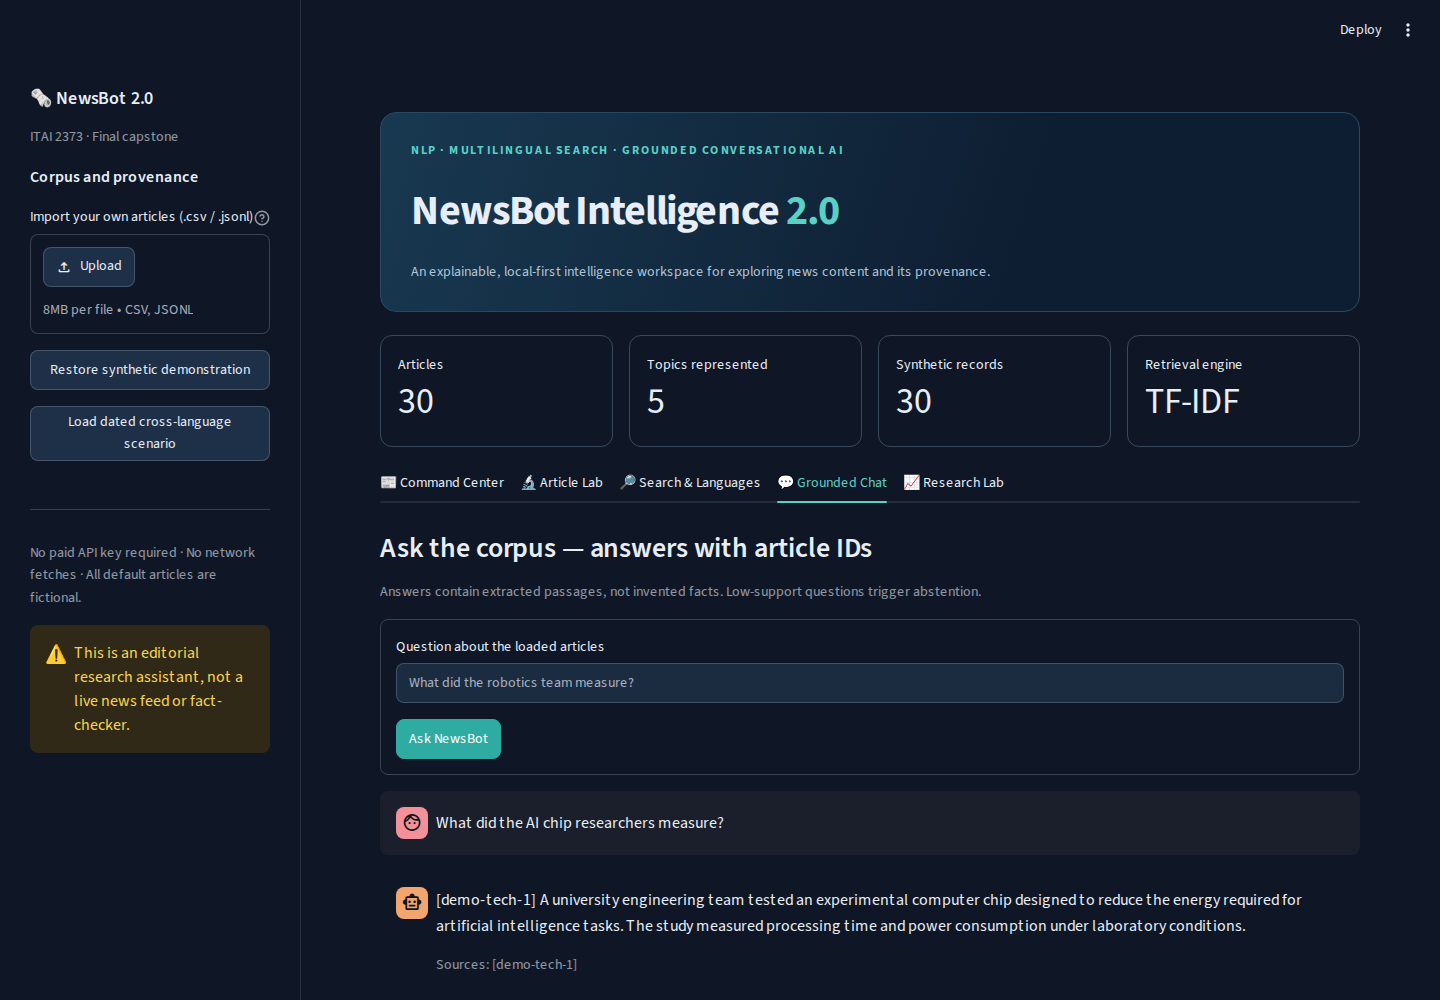 Deploy
NewsBot 2.0
ITAI 2373 · Final capstone
Corpus and provenance
Import your own articles (.csv / .jsonl)
Upload
8MB per file • CSV, JSONL
Restore synthetic demonstration
Load dated cross-language
scenario
No paid API key required · No network
fetches · All default articles are
fictional.
This is an editorial
research assistant, not a
live news feed or fact-
checker.
NLP · MULTILINGUAL SEARCH · GROUNDED CONVERSATIONAL AI
NewsBot Intelligence 2.0
An explainable, local-first intelligence workspace for exploring news content and its provenance.
Articles
30
Topics represented
5
Synthetic records
30
Retrieval engine
TF-IDF
Command Center
Article Lab
Search & Languages
Grounded Chat
Research Lab
Ask the corpus — answers with article IDs
Answers contain extracted passages, not invented facts. Low-support questions trigger abstention.
Question about the loaded articles
What did the robotics team measure?
Ask NewsBot
What did the AI chip researchers measure?
[demo-tech-1] A university engineering team tested an experimental computer chip designed to reduce the energy required for
artificial intelligence tasks. The study measured processing time and power consumption under laboratory conditions.
Sources: [demo-tech-1]